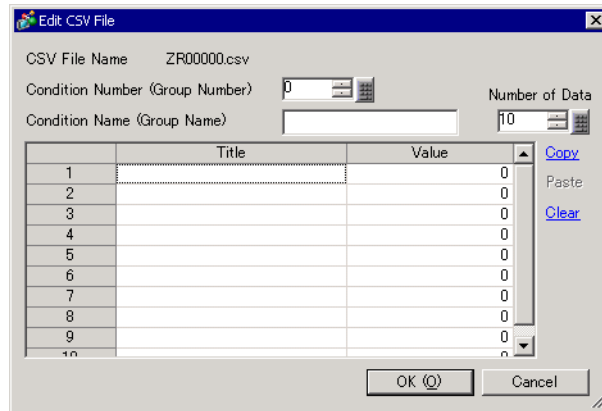 Edit CSV File
CSV File Name ZR00000.csv
Condition Number (Group Number) 0
Number of Data
Condition Name (Group Name) 10
Title Value
Copy
1 0
Paste
2 0
Clear
3 0
4 0
5 0
6 0
7 0
8 0
9 0
10 0
OK (O) Cancel